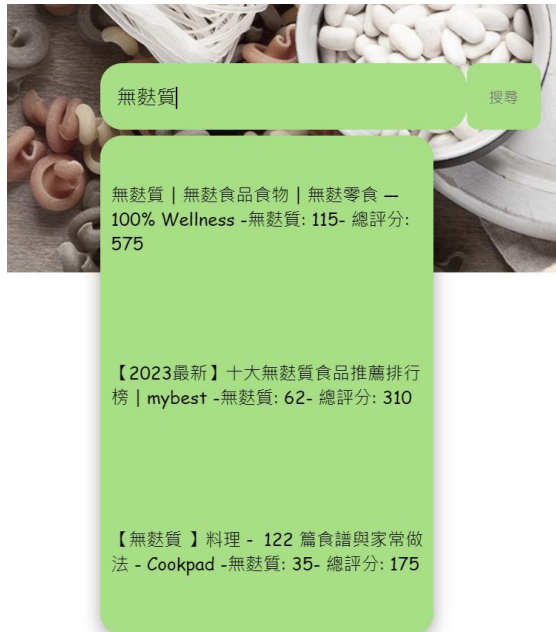 無麩質
搜尋
無麩質 | 無麩食品食物 | 無麩零食 —
100% Wellness -無麩質: 115- 總評分:
575
【2023最新】十大無麩質食品推薦排行
榜 | mybest -無麩質: 62- 總評分: 310
【無麩質 】料理 - 122 篇食譜與家常做
法 - Cookpad -無麩質: 35- 總評分: 175